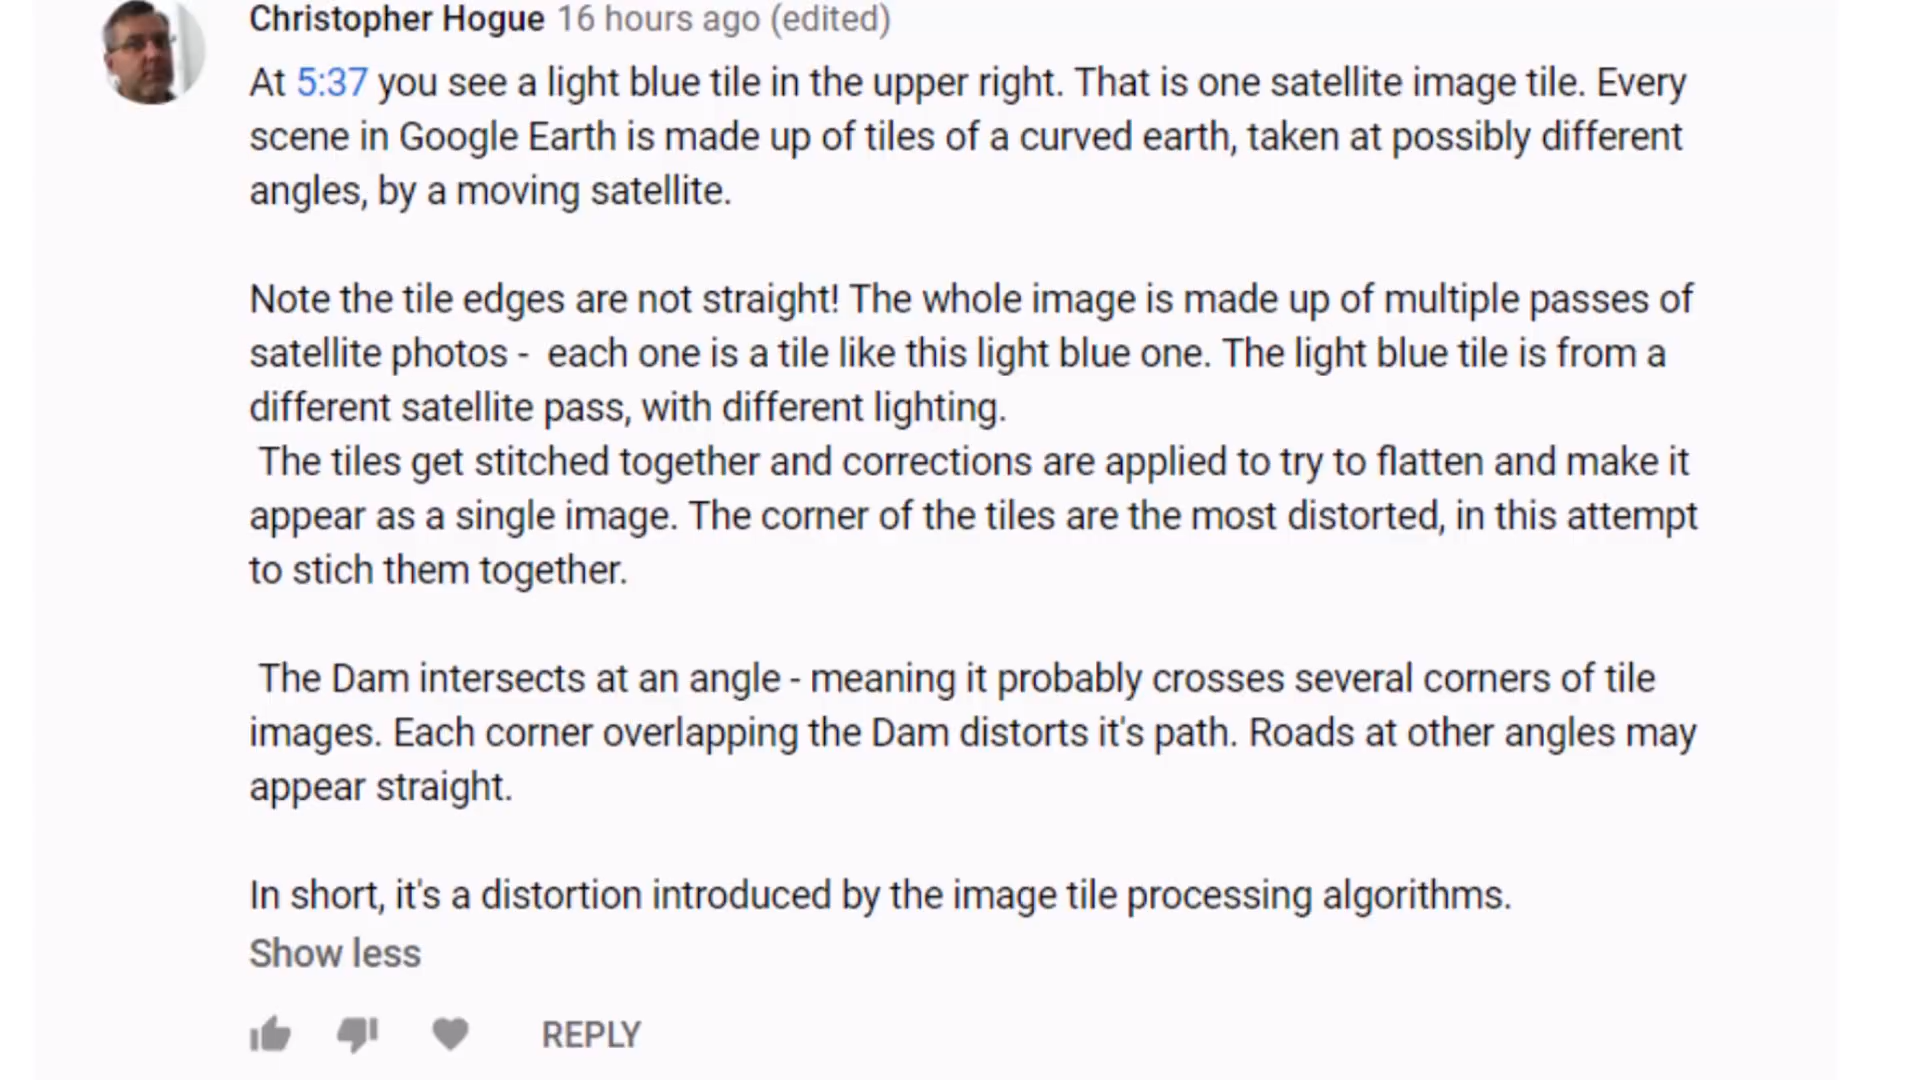 Christopher Hogue 16 hours ago (edited)
At 5:37 you see a light blue tile in the upper right. That is one satellite image tile. Every
scene in Google Earth is made up of tiles of a curved earth, taken at possibly different
angles, by a moving satellite.
Note the tile edges are not straight! The whole image is made up of multiple passes of
satellite photos - each one is a tile like this light blue one. The light blue tile is from a
different satellite pass, with different lighting.
The tiles get stitched together and corrections are applied to try to flatten and make it
appear as a single image. The corner of the tiles are the most distorted, in this attempt
to stich them together.
The Dam intersects at an angle - meaning it probably crosses several corners of tile
images. Each corner overlapping the Dam distorts it's path. Roads at other angles may
appear straight.
In short, it's a distortion introduced by the image tile processing algorithms.
Show less
REPLY